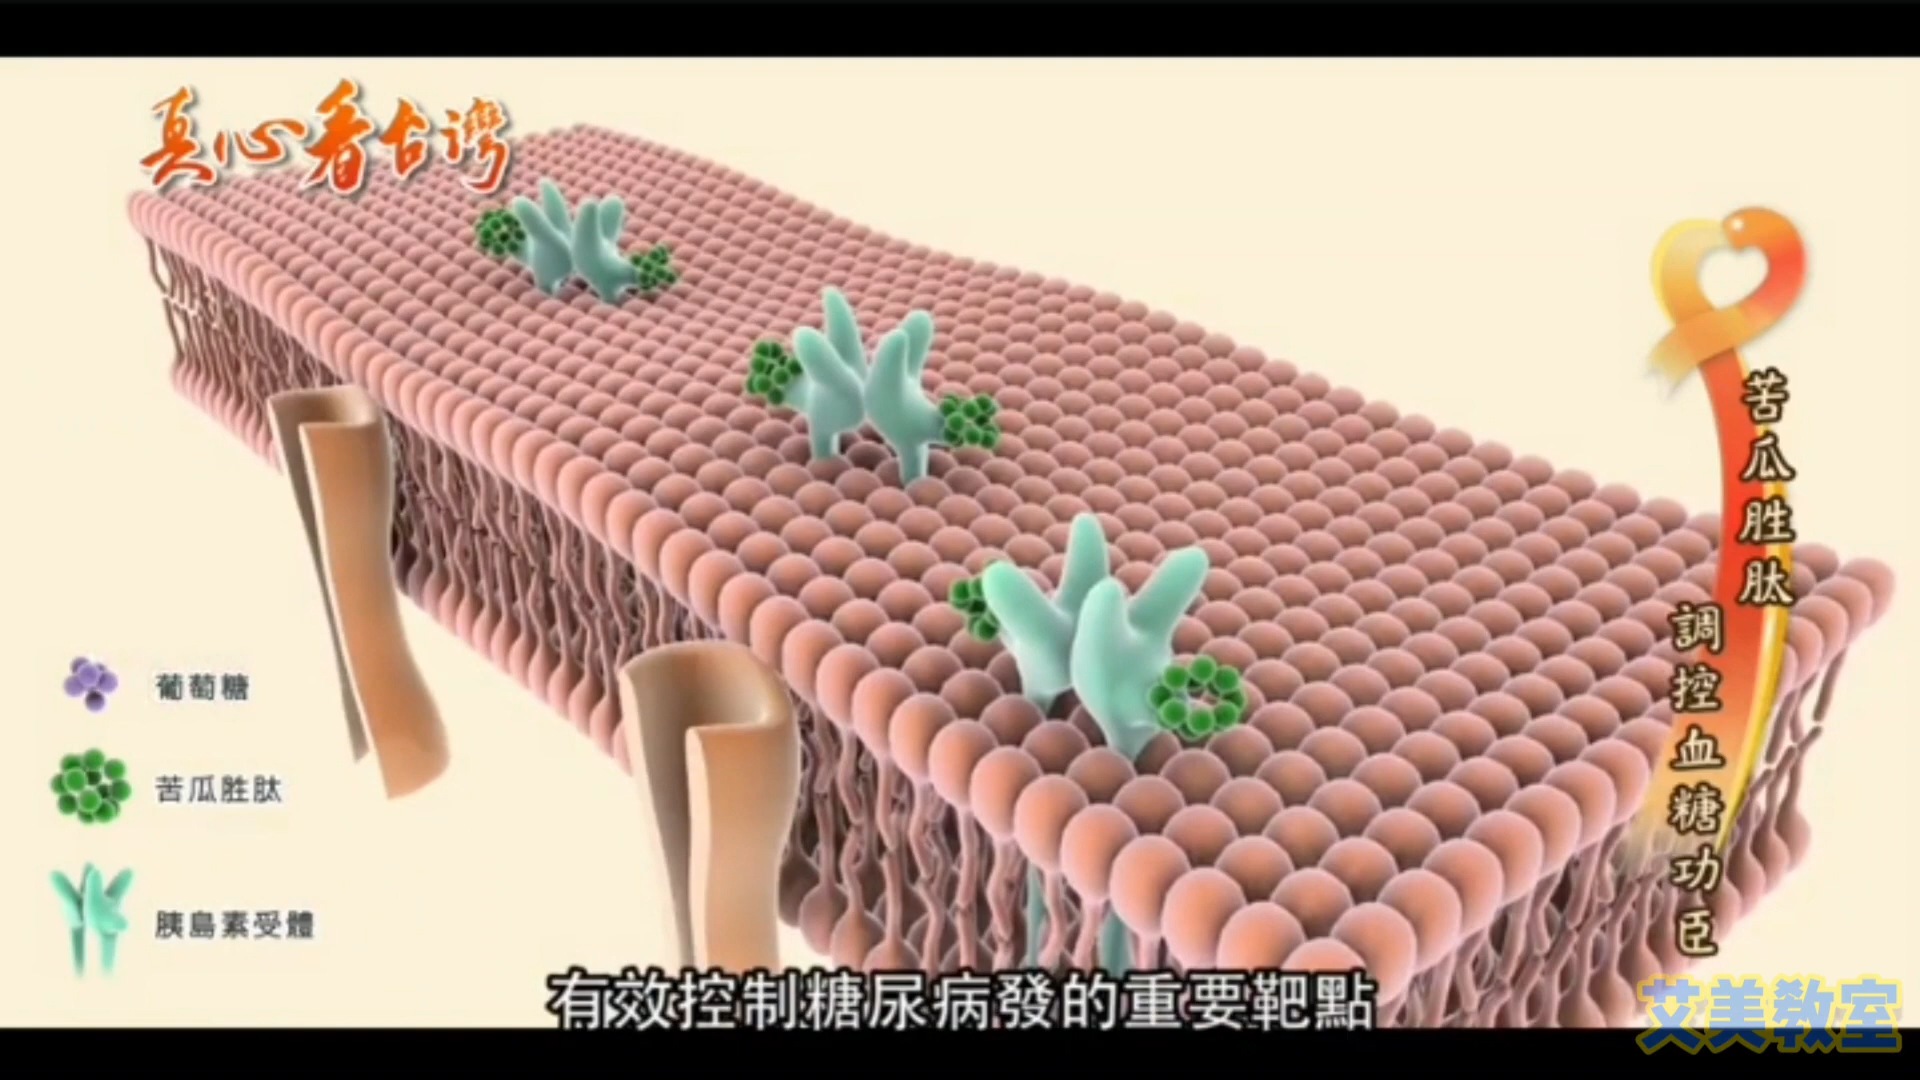 真心看台灣
苦瓜胜肽
調控血糖功臣
葡萄糖
苦瓜胜肽
胰島素受體
有效控制糖尿病發的重要靶點
艾美教室